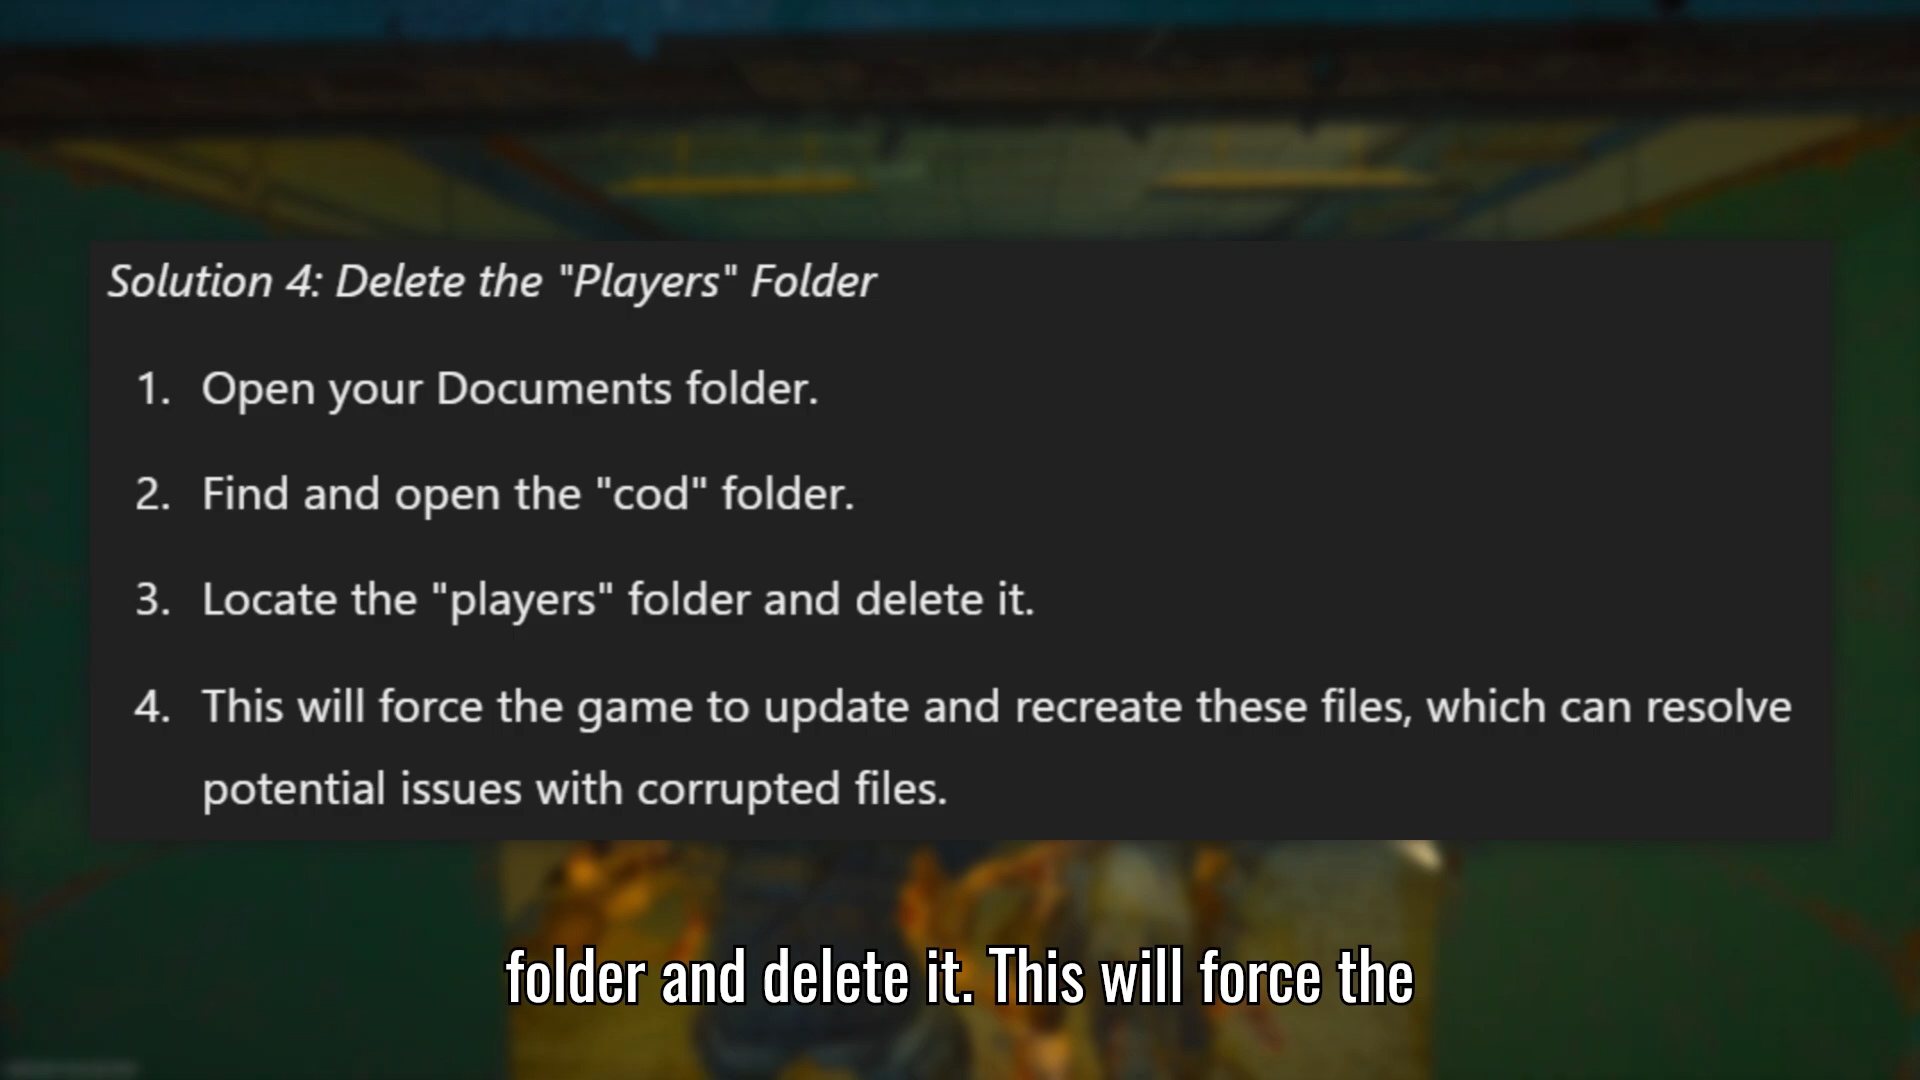 Solution 4: Delete the "Players" Folder
1. Open your Documents folder.
2. Find and open the "cod" folder.
3. Locate the "players" folder and delete it.
4. This will force the game to update and recreate these files, which can resolve
potential issues with corrupted files.
folder and delete it. This will force the